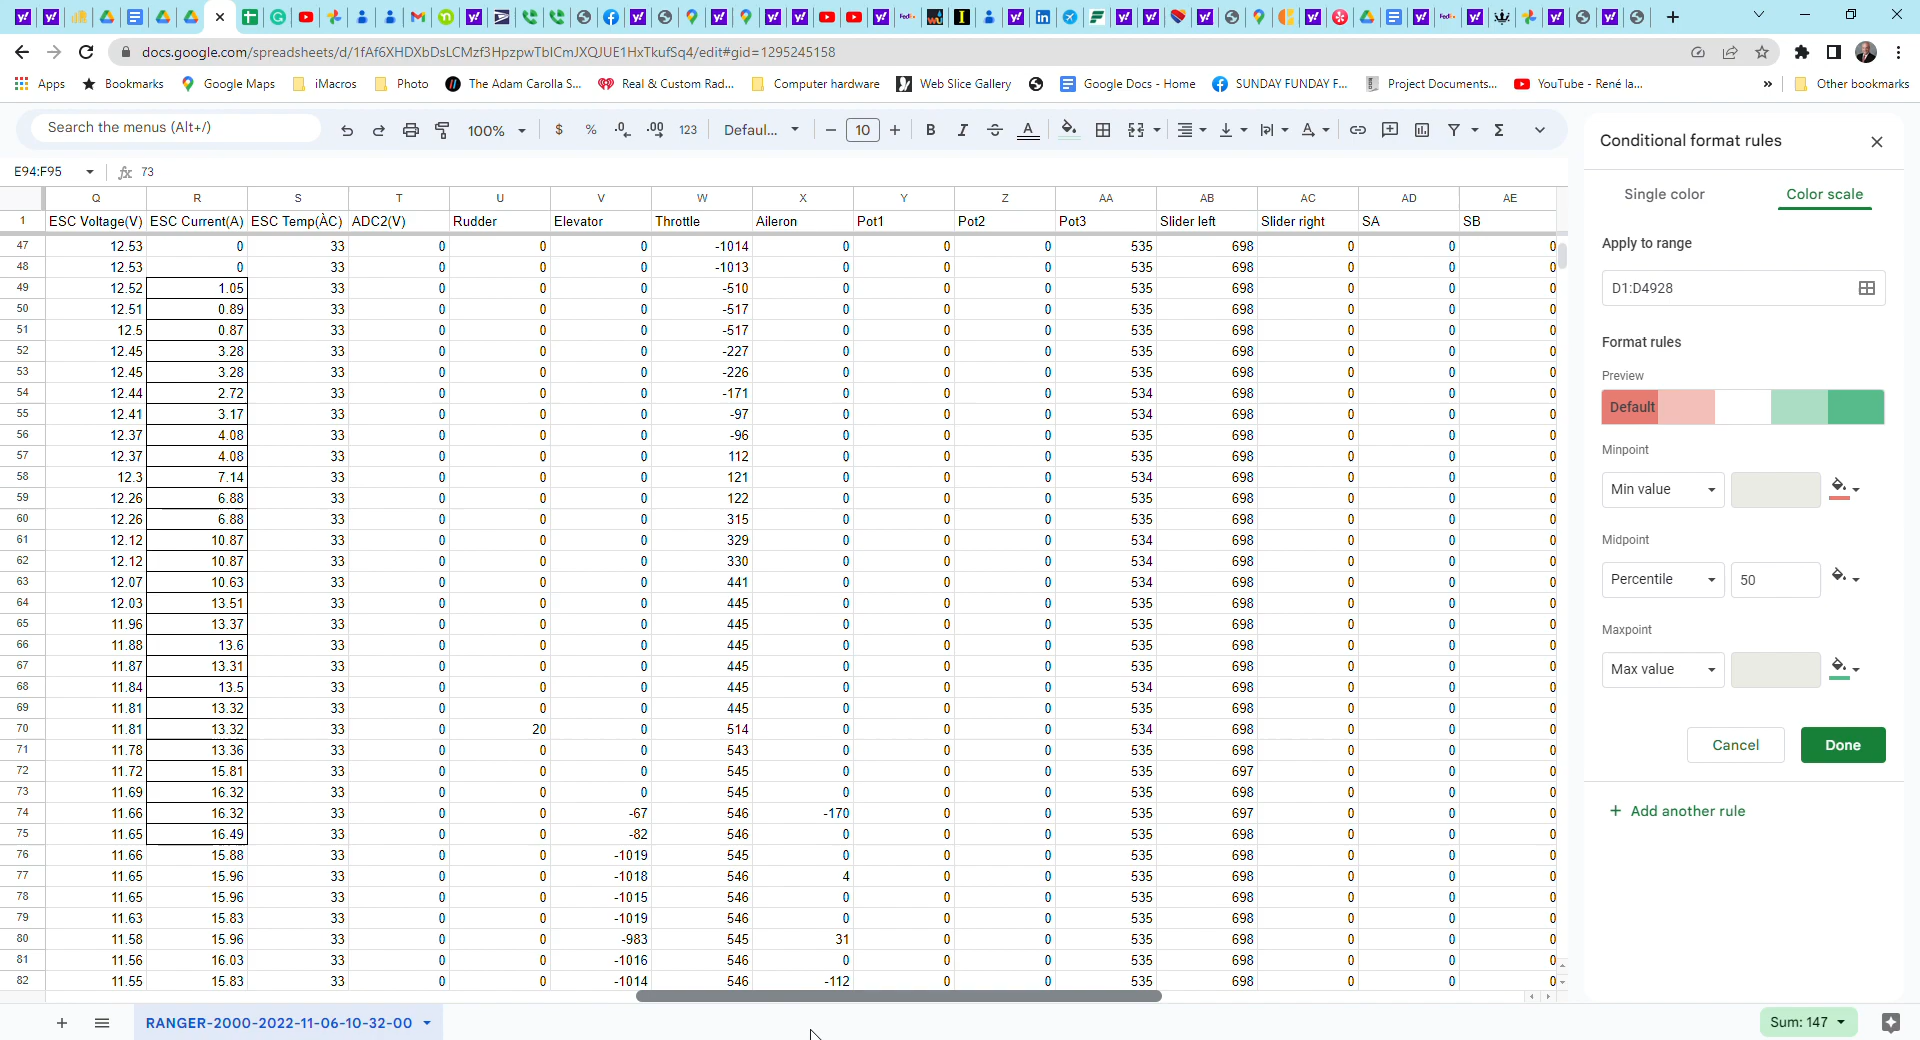 docs.google.com/spreadsheets/d/1fAf6XHDXbDsLCMzf3HpzpwTblCmJXQJUE1HxTkufSq4/edit#gid=1295245158
Apps Bookmarks Google Maps iMacros Photo The Adam Carolla S... Real & Custom Rad... Computer hardware Web Slice Gallery Google Docs - Home SUNDAY FUNDAY F... Project Documents... YouTube - René la... » Other bookmarks
Search the menus (Alt+/) 100% $ % .0 .00 123 Defaul... − 10 + B I S A Σ
Conditional format rules
E94:F95 fx 73
Single color Color scale
Q R S T U V W X Y Z AA AB AC AD AE
1 ESC Voltage(V) ESC Current(A) ESC Temp(ÀC) ADC2(V) Rudder Elevator Throttle Aileron Pot1 Pot2 Pot3 Slider left Slider right SA SB
47 12.53 0 33 0 0 0 -1014 0 0 0 535 698 0 0 0
48 12.53 0 33 0 0 0 -1013 0 0 0 535 698 0 0 0
49 12.52 1.05 33 0 0 0 -510 0 0 0 535 698 0 0 0
50 12.51 0.89 33 0 0 0 -517 0 0 0 535 698 0 0 0
51 12.5 0.87 33 0 0 0 -517 0 0 0 535 698 0 0 0
52 12.45 3.28 33 0 0 0 -227 0 0 0 535 698 0 0 0
53 12.45 3.28 33 0 0 0 -226 0 0 0 535 698 0 0 0
54 12.44 2.72 33 0 0 0 -171 0 0 0 534 698 0 0 0
55 12.41 3.17 33 0 0 0 -97 0 0 0 534 698 0 0 0
56 12.37 4.08 33 0 0 0 -96 0 0 0 535 698 0 0 0
57 12.37 4.08 33 0 0 0 112 0 0 0 535 698 0 0 0
58 12.3 7.14 33 0 0 0 121 0 0 0 534 698 0 0 0
59 12.26 6.88 33 0 0 0 122 0 0 0 535 698 0 0 0
60 12.26 6.88 33 0 0 0 315 0 0 0 535 698 0 0 0
61 12.12 10.87 33 0 0 0 329 0 0 0 534 698 0 0 0
62 12.12 10.87 33 0 0 0 330 0 0 0 534 698 0 0 0
63 12.07 10.63 33 0 0 0 441 0 0 0 534 698 0 0 0
64 12.03 13.51 33 0 0 0 445 0 0 0 535 698 0 0 0
65 11.96 13.37 33 0 0 0 445 0 0 0 535 698 0 0 0
66 11.88 13.6 33 0 0 0 445 0 0 0 535 698 0 0 0
67 11.87 13.31 33 0 0 0 445 0 0 0 535 698 0 0 0
68 11.84 13.5 33 0 0 0 445 0 0 0 534 698 0 0 0
69 11.81 13.32 33 0 0 0 445 0 0 0 535 698 0 0 0
70 11.81 13.32 33 0 20 0 514 0 0 0 534 698 0 0 0
71 11.78 13.36 33 0 0 0 543 0 0 0 535 698 0 0 0
72 11.72 15.81 33 0 0 0 545 0 0 0 535 697 0 0 0
73 11.69 16.32 33 0 0 0 545 0 0 0 535 698 0 0 0
74 11.66 16.32 33 0 0 -67 546 -170 0 0 535 697 0 0 0
75 11.65 16.49 33 0 0 -82 546 0 0 0 535 698 0 0 0
76 11.66 15.88 33 0 0 -1019 545 0 0 0 535 698 0 0 0
77 11.65 15.96 33 0 0 -1018 546 4 0 0 535 698 0 0 0
78 11.65 15.96 33 0 0 -1015 546 0 0 0 535 698 0 0 0
79 11.63 15.83 33 0 0 -1019 546 0 0 0 535 698 0 0 0
80 11.58 15.96 33 0 0 -983 545 31 0 0 535 698 0 0 0
81 11.56 16.03 33 0 0 -1016 546 0 0 0 535 698 0 0 0
82 11.55 15.83 33 0 0 -1014 546 -112 0 0 535 698 0 0 0
Apply to range
D1:D4928
Format rules
Preview
Default
Minpoint
Min value
Midpoint
Percentile 50
Maxpoint
Max value
Cancel Done
+ Add another rule
RANGER-2000-2022-11-06-10-32-00
Sum: 147